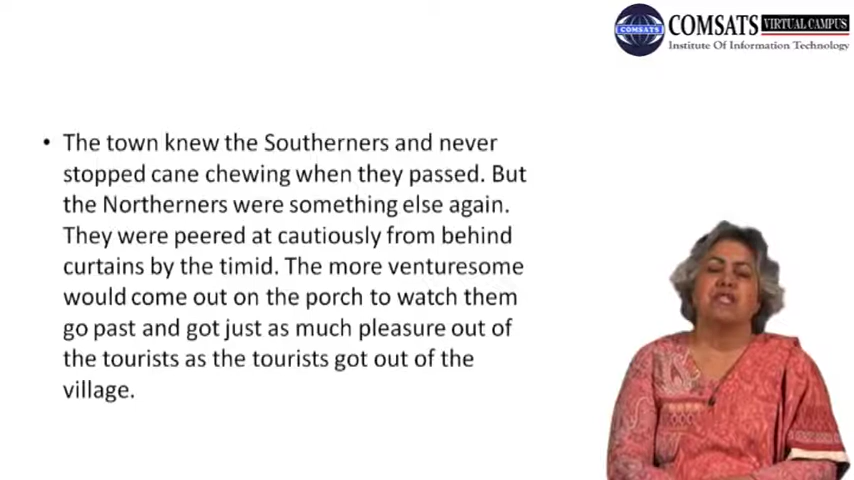 COMSATS VIRTUAL CAMPUS
Institute Of Information Technology
COMSATS
• The town knew the Southerners and never
stopped cane chewing when they passed. But
the Northerners were something else again.
They were peered at cautiously from behind
curtains by the timid. The more venturesome
would come out on the porch to watch them
go past and got just as much pleasure out of
the tourists as the tourists got out of the
village.